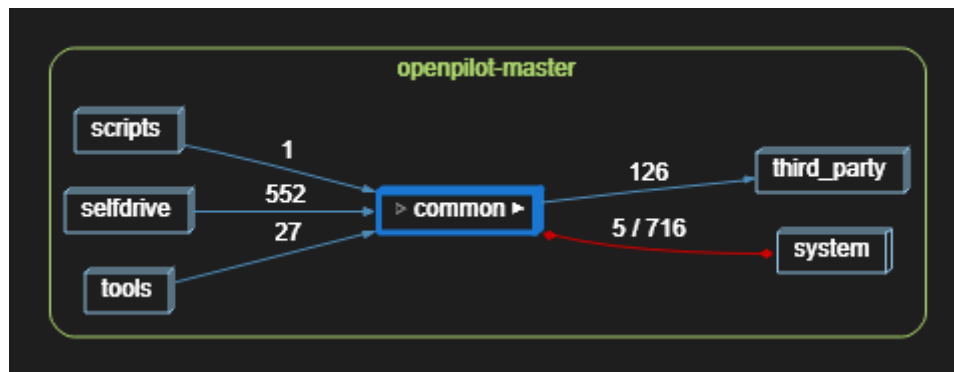 openpilot-master
scripts
1
126
third_party
selfdrive
552
common
5 / 716
system
27
tools